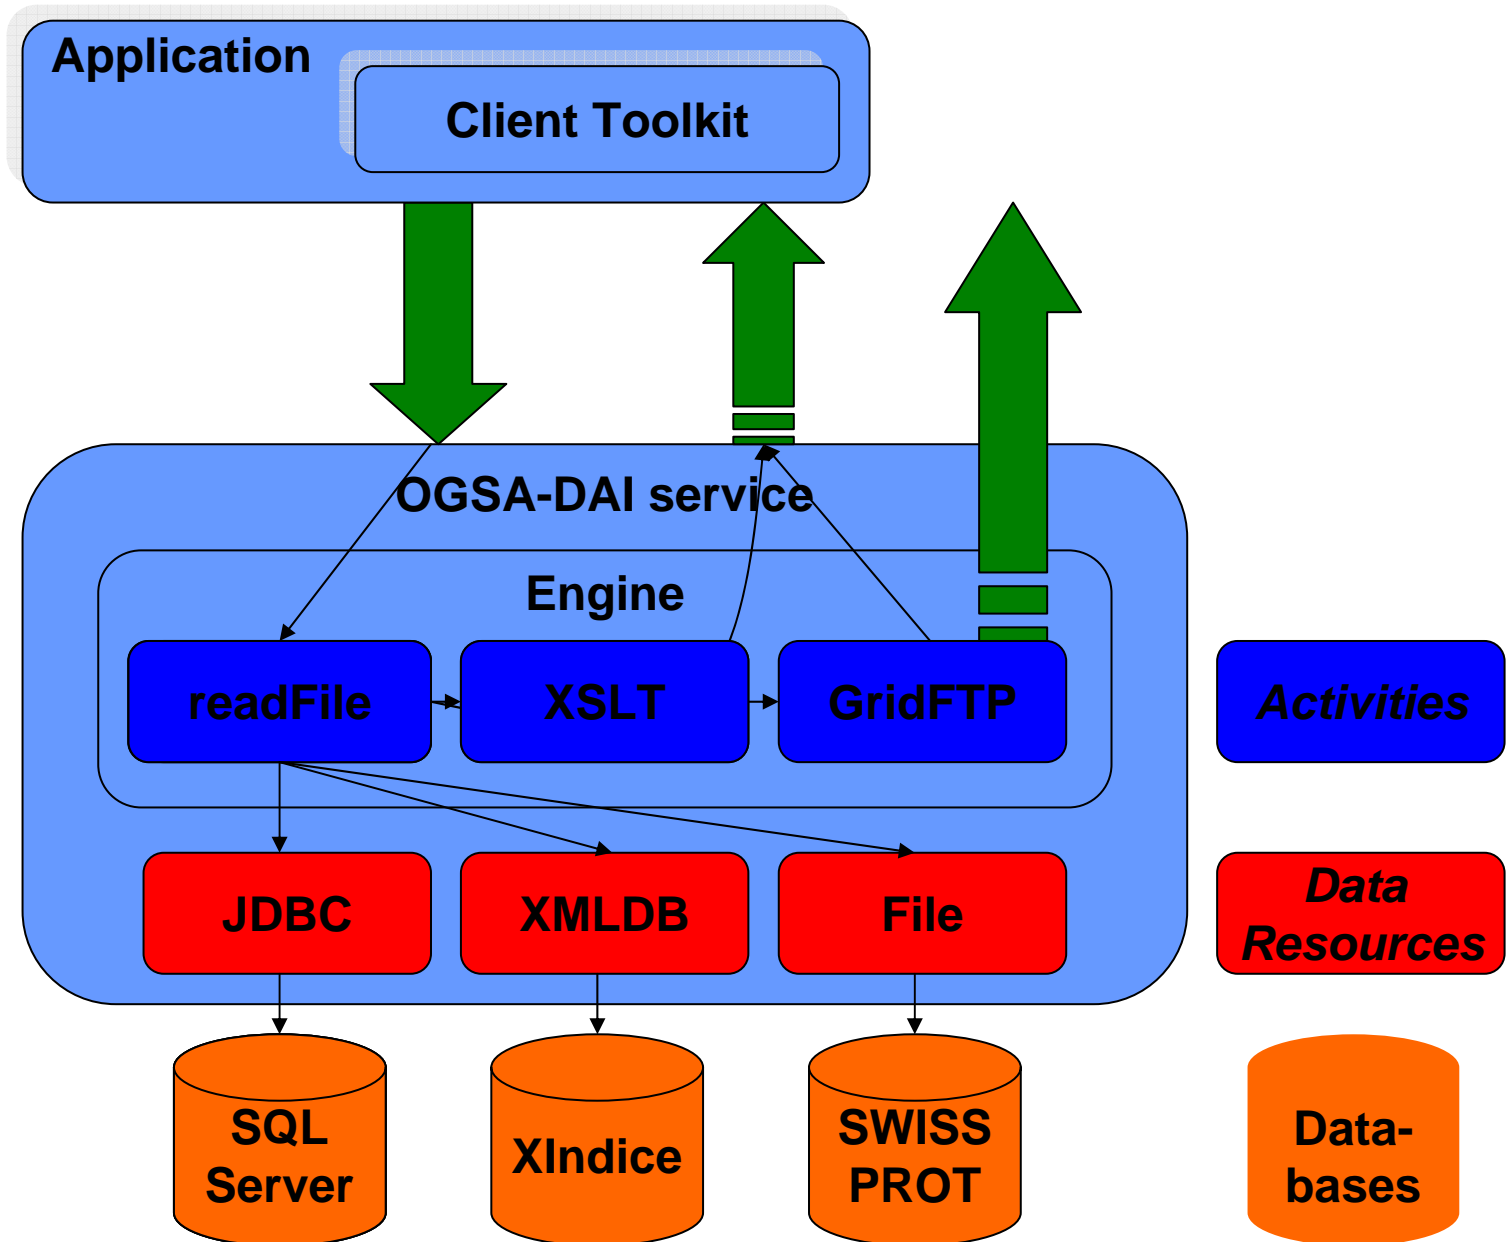 Application
Client Toolkit
OGSA-DAI service
Engine
readFile
XSLT
GridFTP
Activities
JDBC
XMLDB
File
Data
Resources
SQL
Server
XIndice
SWISS
PROT
Data-
bases